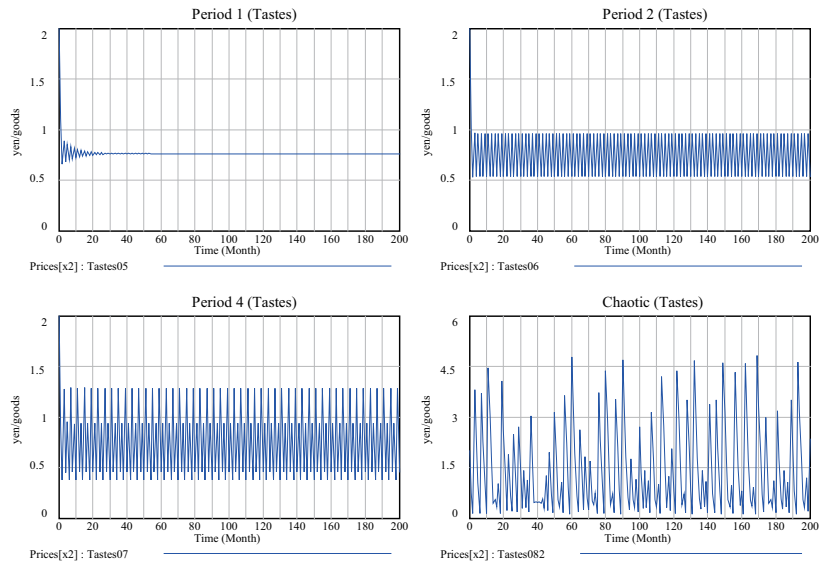 Period 1 (Tastes)
2
1.5
1
0.5
0
yen/goods
0 20 40 60 80 100 120 140 160 180 200
Time (Month)
Prices[x2] : Tastes05
Period 2 (Tastes)
2
1.5
1
0.5
0
yen/goods
0 20 40 60 80 100 120 140 160 180 200
Time (Month)
Prices[x2] : Tastes06
Period 4 (Tastes)
2
1.5
1
0.5
0
yen/goods
0 20 40 60 80 100 120 140 160 180 200
Time (Month)
Prices[x2] : Tastes07
Chaotic (Tastes)
6
4.5
3
1.5
0
yen/goods
0 20 40 60 80 100 120 140 160 180 200
Time (Month)
Prices[x2] : Tastes082